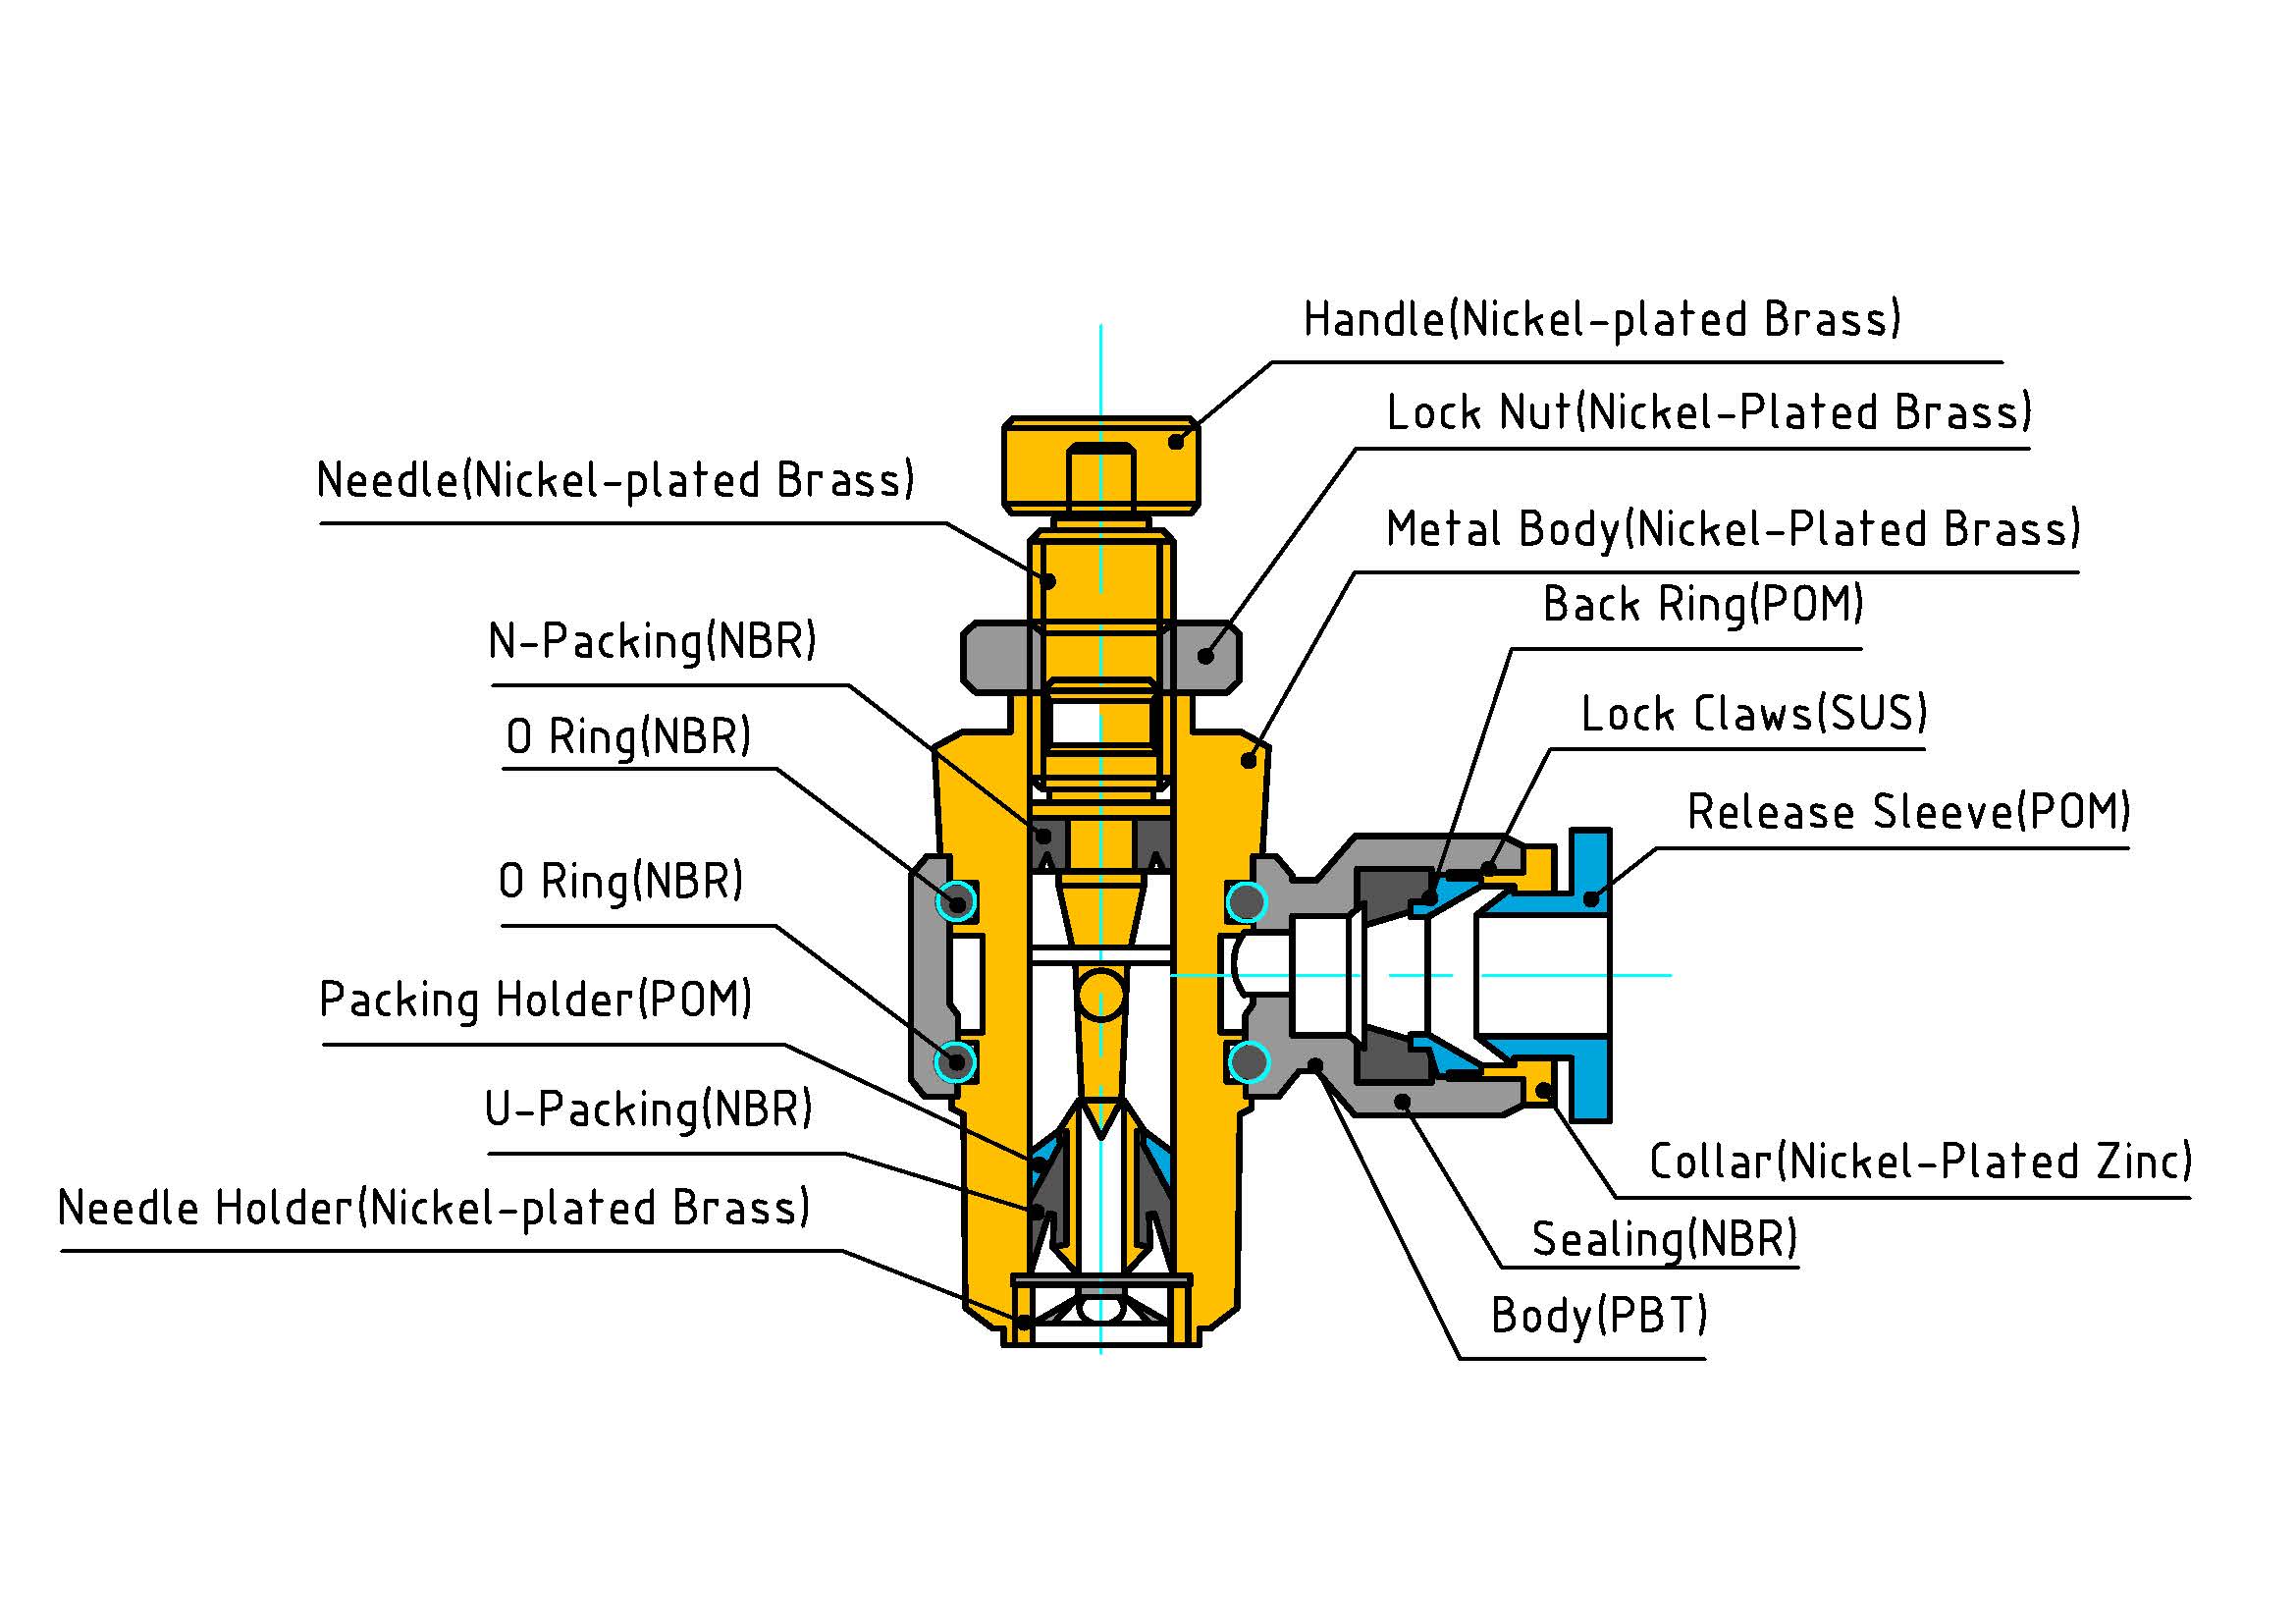 Handle(Nickel-plated Brass)
Lock Nut(Nickel-Plated Brass)
Needle(Nickel-plated Brass)
Metal Body(Nickel-Plated Brass)
Back Ring(POM)
N-Packing(NBR)
Lock Claws(SUS)
O Ring(NBR)
Release Sleeve(POM)
O Ring(NBR)
Packing Holder(POM)
U-Packing(NBR)
Collar(Nickel-Plated Zinc)
Needle Holder(Nickel-plated Brass)
Sealing(NBR)
Body(PBT)